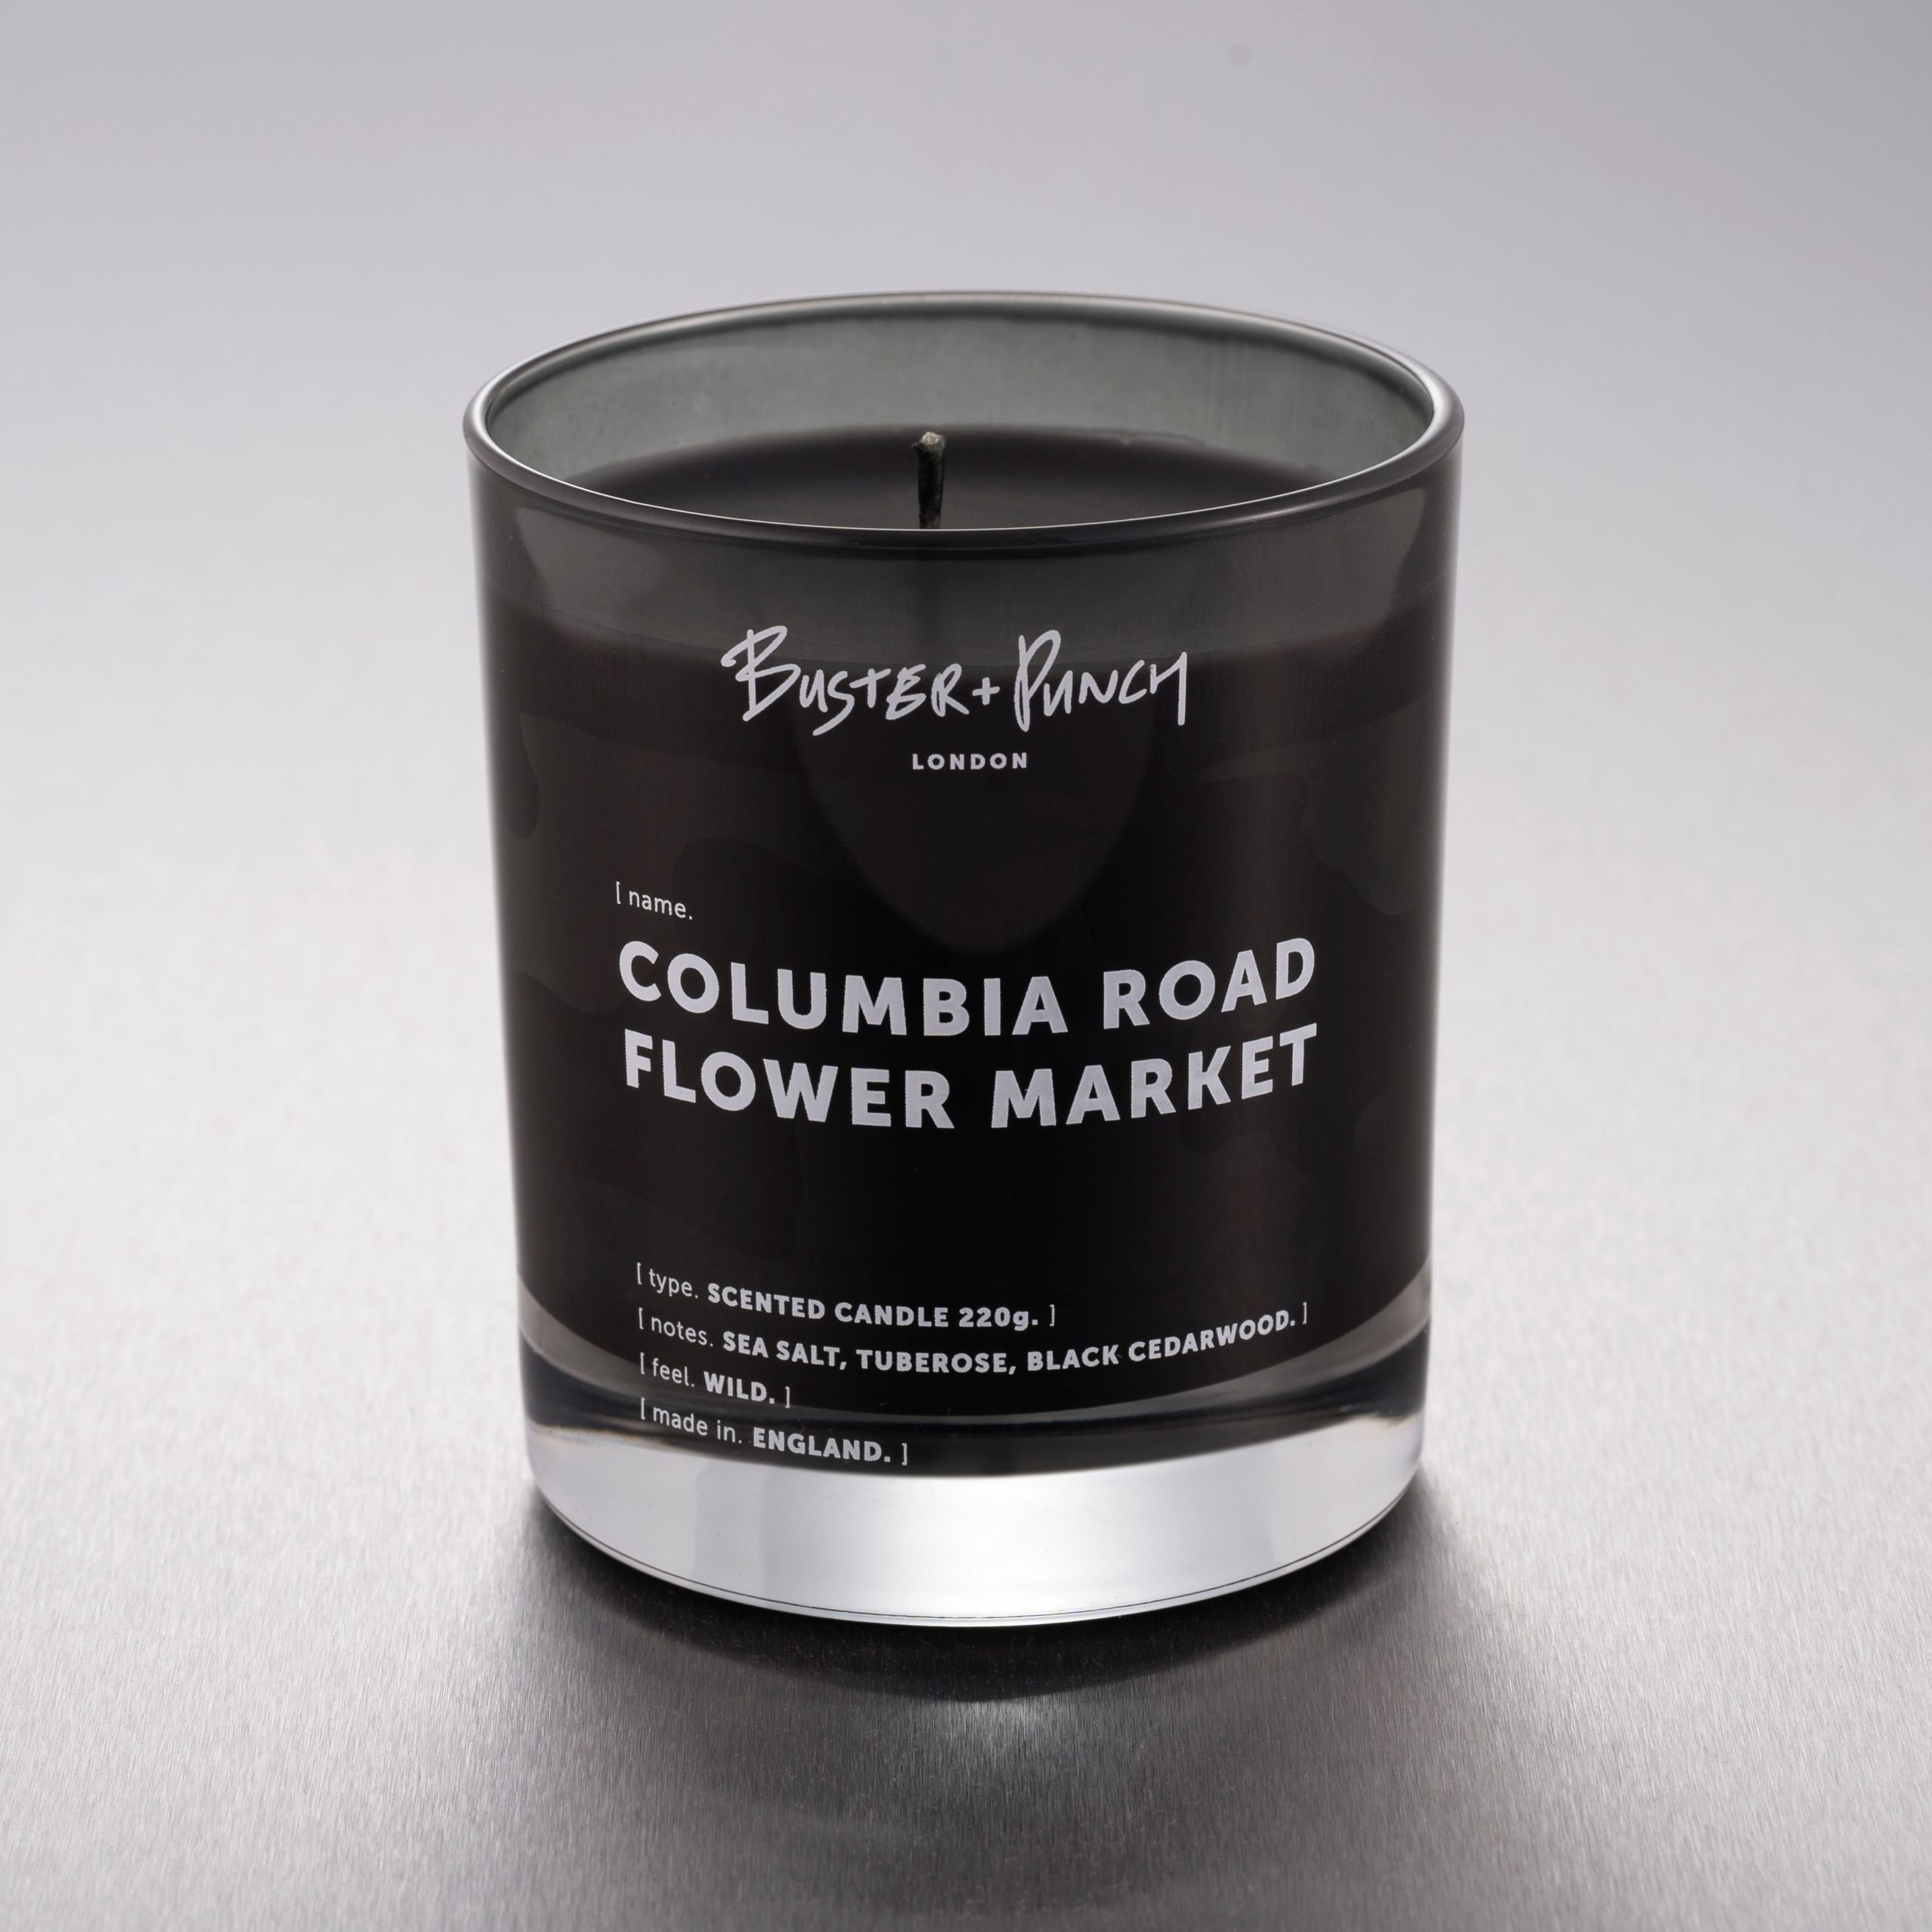 BUSTER + PUNCH
LONDON
[ name.
COLUMBIA ROAD
FLOWER MARKET
[ type. SCENTED CANDLE 220g. ]
[ notes. SEA SALT, TUBEROSE, BLACK CEDARWOOD. ]
[ feel. WILD. ]
[ made in. ENGLAND. ]